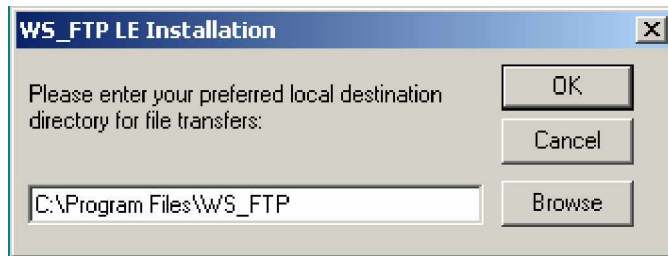 WS_FTP LE Installation
Please enter your preferred local destination
directory for file transfers:
OK
Cancel
C:\Program Files\WS_FTP
Browse